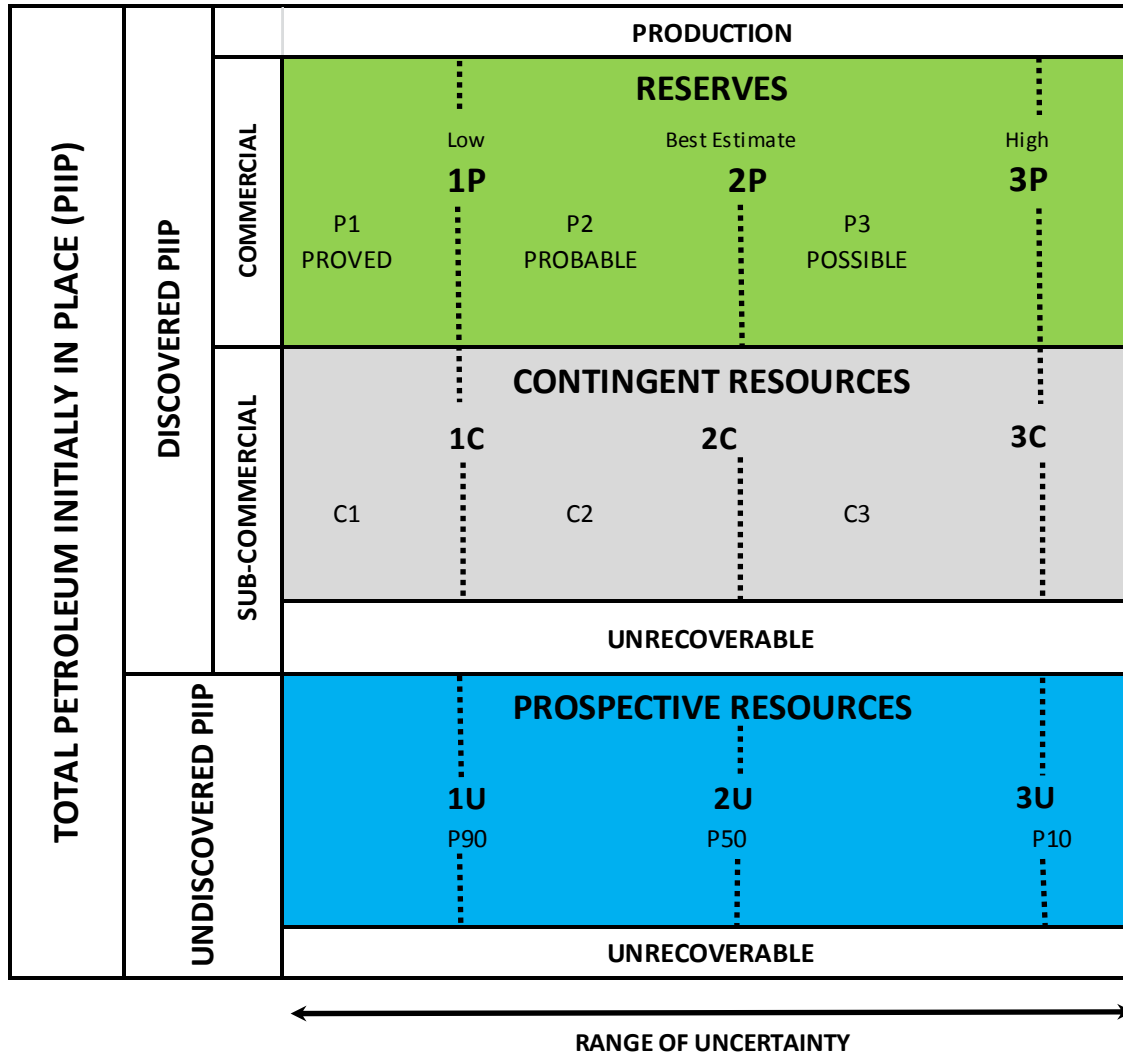 TOTAL PETROLEUM INITIALLY IN PLACE (PIIP)
DISCOVERED PIIP
UNDISCOVERED PIIP
COMMERCIAL
SUB-COMMERCIAL
PRODUCTION
RESERVES
Low Best Estimate High
1P 2P 3P
P1 P2 P3
PROVED PROBABLE POSSIBLE
CONTINGENT RESOURCES
1C 2C 3C
C1 C2 C3
UNRECOVERABLE
PROSPECTIVE RESOURCES
1U 2U 3U
P90 P50 P10
UNRECOVERABLE
RANGE OF UNCERTAINTY